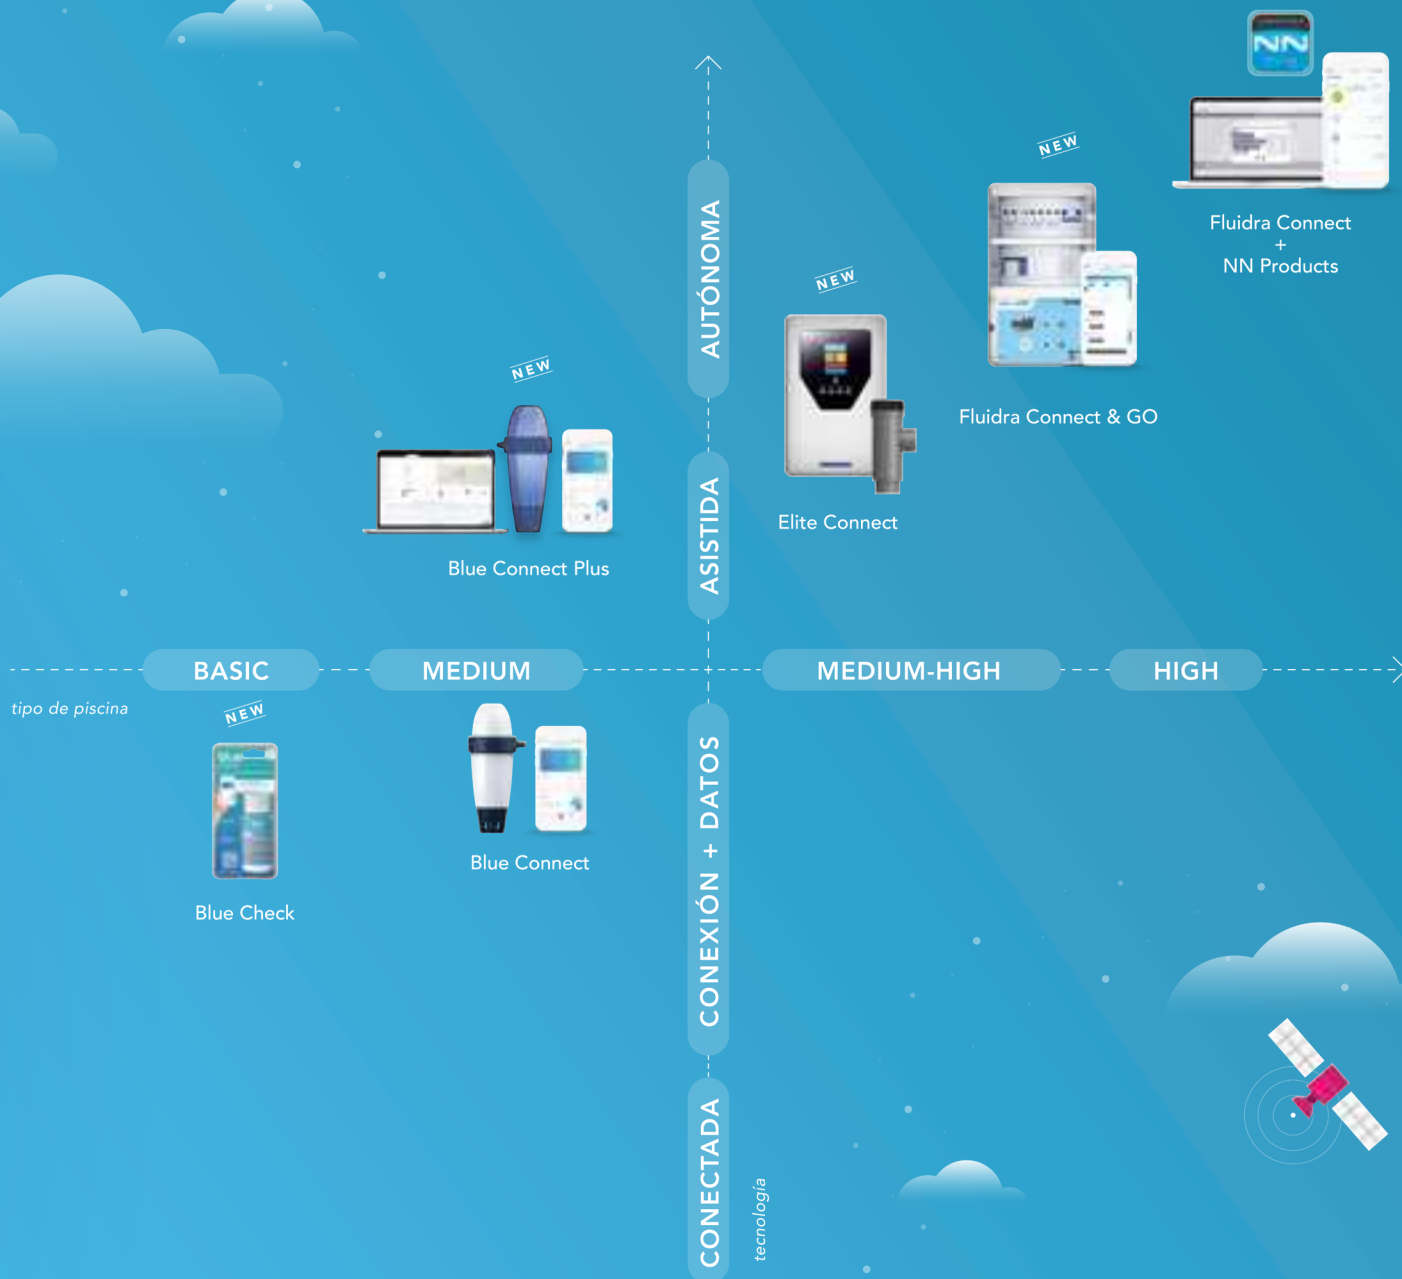 NN
NEW
Fluidra Connect
+
NN Products
AUTÓNOMA
NEW
NEW
Fluidra Connect & GO
ASISTIDA
Elite Connect
Blue Connect Plus
BASIC
MEDIUM
MEDIUM-HIGH
HIGH
tipo de piscina
NEW
CONEXIÓN + DATOS
Blue Connect
Blue Check
CONECTADA
tecnología